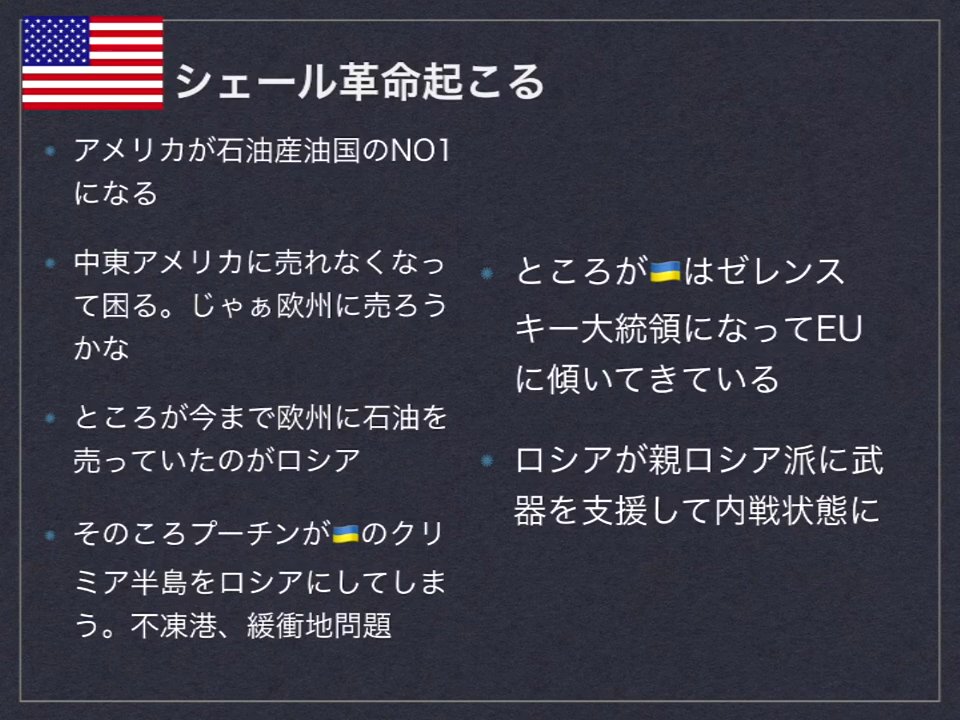 シェール革命起こる
アメリカが石油産油国のNO1
になる
中東アメリカに売れなくなっ
て困る。じゃぁ欧州に売ろう
かな
ところが今まで欧州に石油を
売っていたのがロシア
そのころプーチンが🇺🇦のクリ
ミア半島をロシアにしてしま
う。不凍港、緩衝地問題
ところが🇺🇦はゼレンス
キー大統領になってEU
に傾いてきている
ロシアが親ロシア派に武
器を支援して内戦状態に